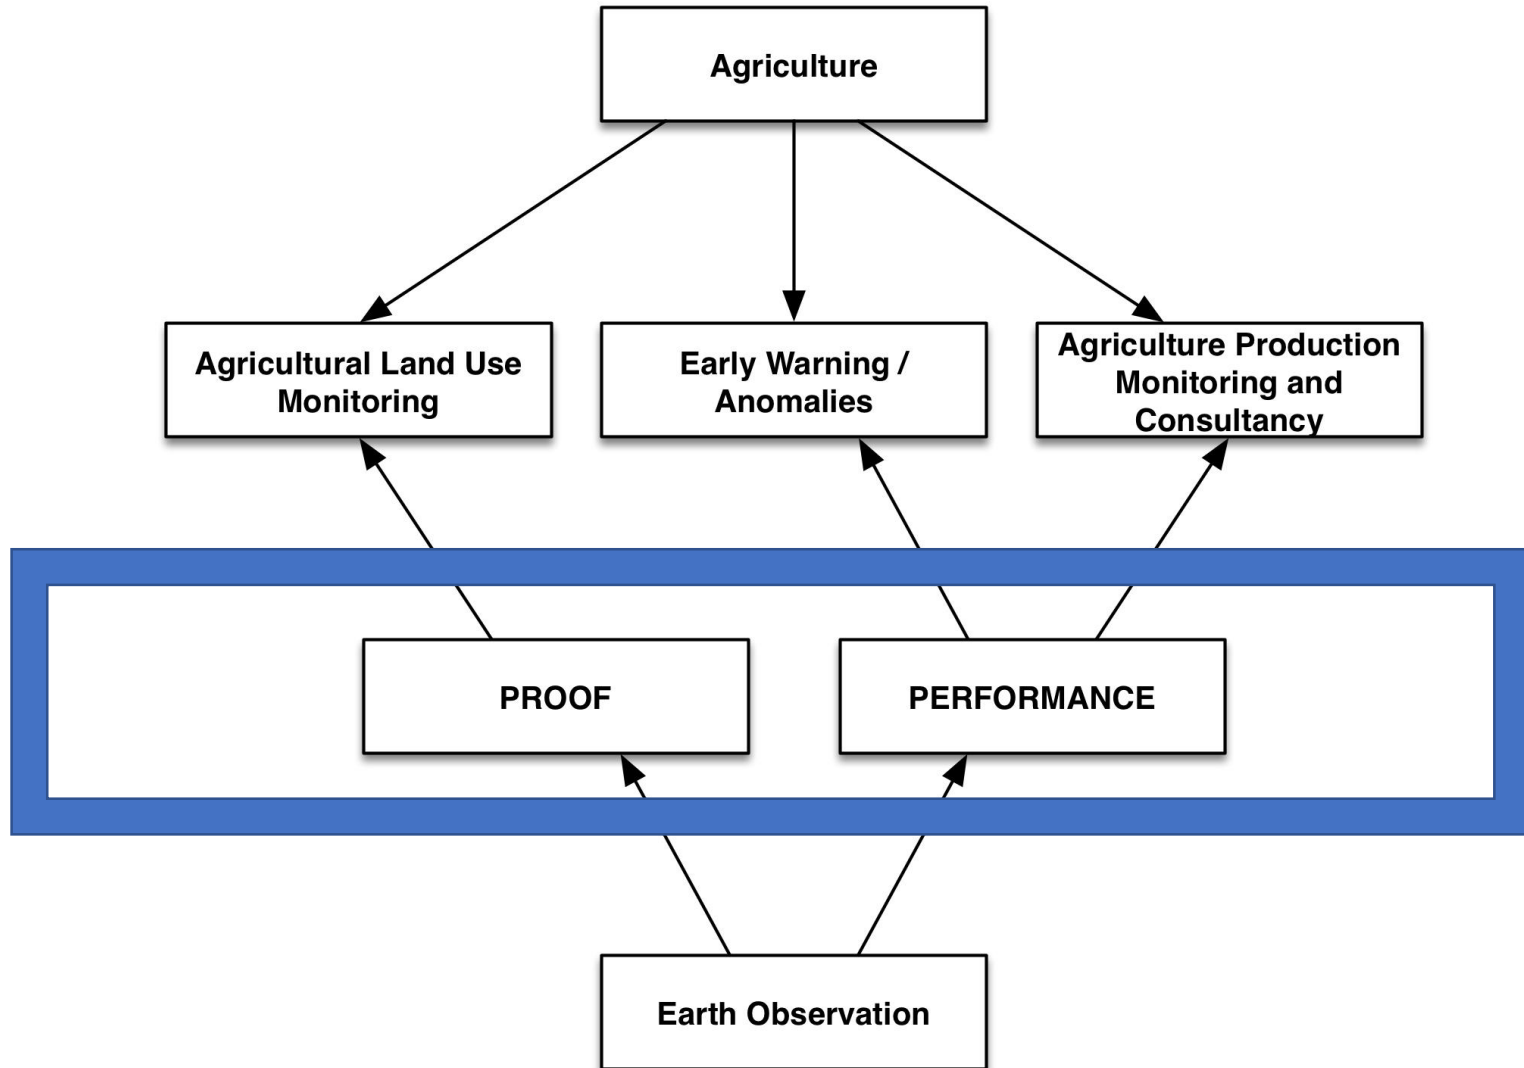 Agriculture
Agricultural Land Use
Monitoring
Early Warning /
Anomalies
Agriculture Production
Monitoring and
Consultancy
PROOF
PERFORMANCE
Earth Observation